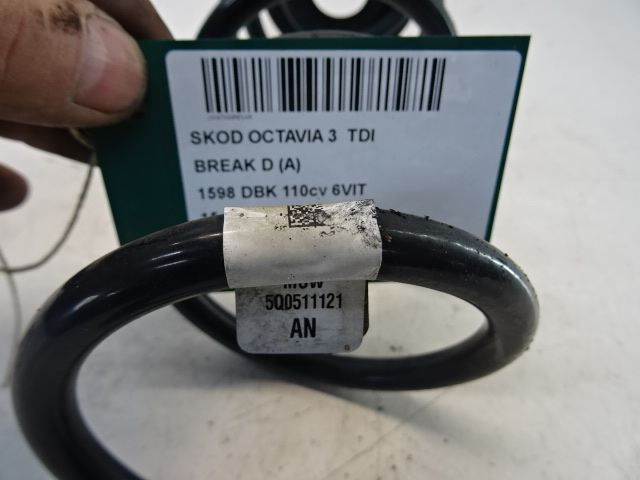 SKOD OCTAVIA 3 TDI
BREAK D (A)
1598 DBK 110cv 6VIT
5Q0511121
AN